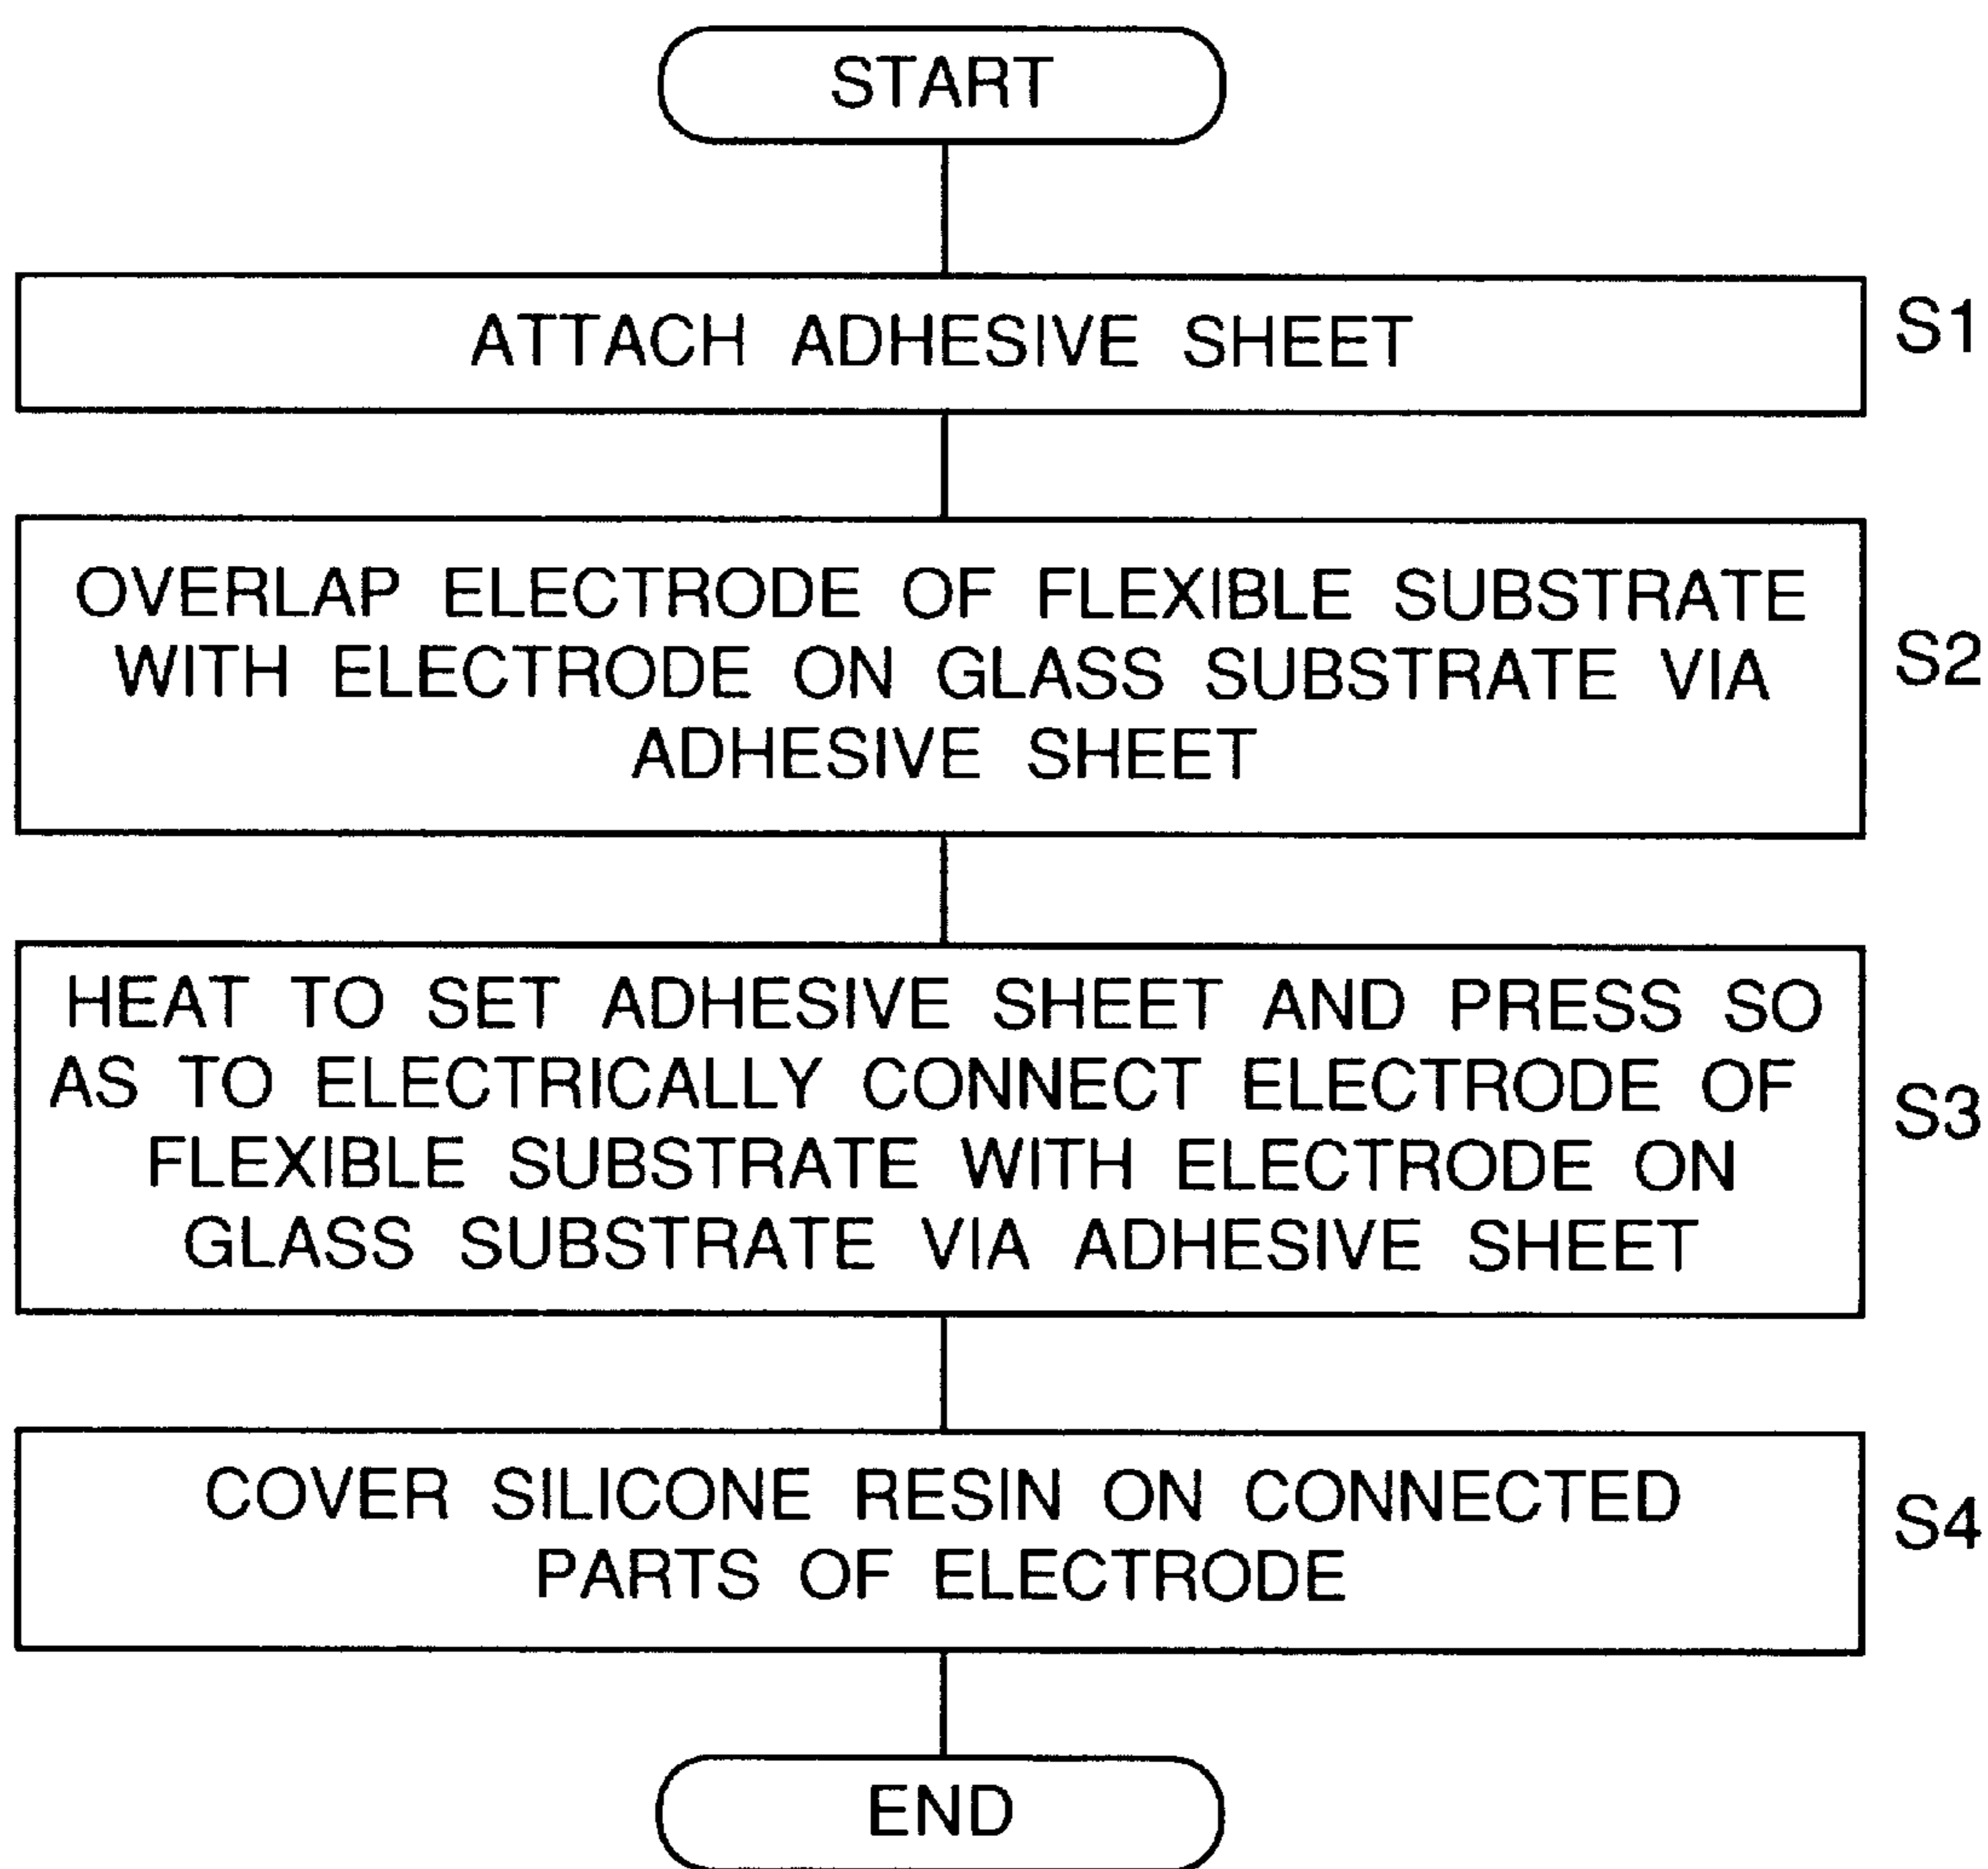 START
ATTACH ADHESIVE SHEET
S1
OVERLAP ELECTRODE OF FLEXIBLE SUBSTRATE
WITH ELECTRODE ON GLASS SUBSTRATE VIA
ADHESIVE SHEET
S2
HEAT TO SET ADHESIVE SHEET AND PRESS SO
AS TO ELECTRICALLY CONNECT ELECTRODE OF
FLEXIBLE SUBSTRATE WITH ELECTRODE ON
GLASS SUBSTRATE VIA ADHESIVE SHEET
S3
COVER SILICONE RESIN ON CONNECTED
PARTS OF ELECTRODE
S4
END